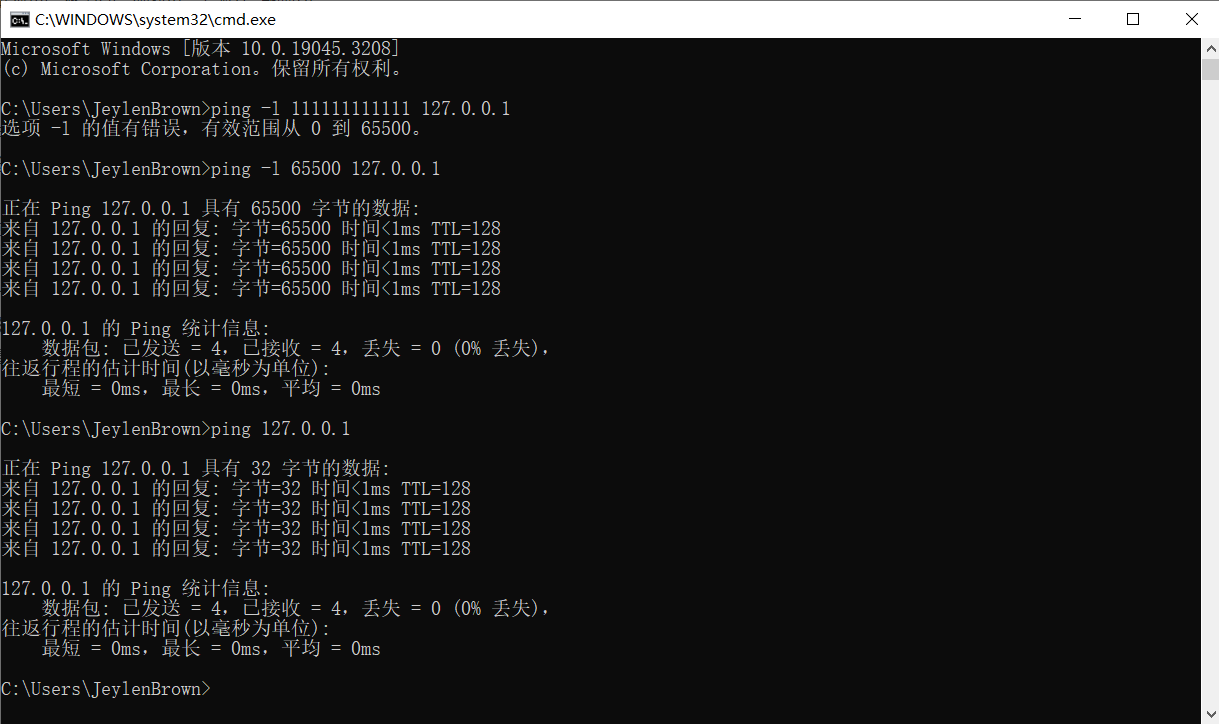 C:\WINDOWS\system32\cmd.exe
Microsoft Windows [版本 10.0.19045.3208]
(c) Microsoft Corporation。保留所有权利。
C:\Users\JeylenBrown>ping -l 111111111111 127.0.0.1
选项 -l 的值有错误，有效范围从 0 到 65500。
C:\Users\JeylenBrown>ping -l 65500 127.0.0.1
正在 Ping 127.0.0.1 具有 65500 字节的数据:
来自 127.0.0.1 的回复: 字节=65500 时间<1ms TTL=128
来自 127.0.0.1 的回复: 字节=65500 时间<1ms TTL=128
来自 127.0.0.1 的回复: 字节=65500 时间<1ms TTL=128
来自 127.0.0.1 的回复: 字节=65500 时间<1ms TTL=128
127.0.0.1 的 Ping 统计信息:
数据包: 已发送 = 4，已接收 = 4，丢失 = 0 (0% 丢失)，
往返行程的估计时间(以毫秒为单位):
最短 = 0ms，最长 = 0ms，平均 = 0ms
C:\Users\JeylenBrown>ping 127.0.0.1
正在 Ping 127.0.0.1 具有 32 字节的数据:
来自 127.0.0.1 的回复: 字节=32 时间<1ms TTL=128
来自 127.0.0.1 的回复: 字节=32 时间<1ms TTL=128
来自 127.0.0.1 的回复: 字节=32 时间<1ms TTL=128
来自 127.0.0.1 的回复: 字节=32 时间<1ms TTL=128
127.0.0.1 的 Ping 统计信息:
数据包: 已发送 = 4，已接收 = 4，丢失 = 0 (0% 丢失)，
往返行程的估计时间(以毫秒为单位):
最短 = 0ms，最长 = 0ms，平均 = 0ms
C:\Users\JeylenBrown>